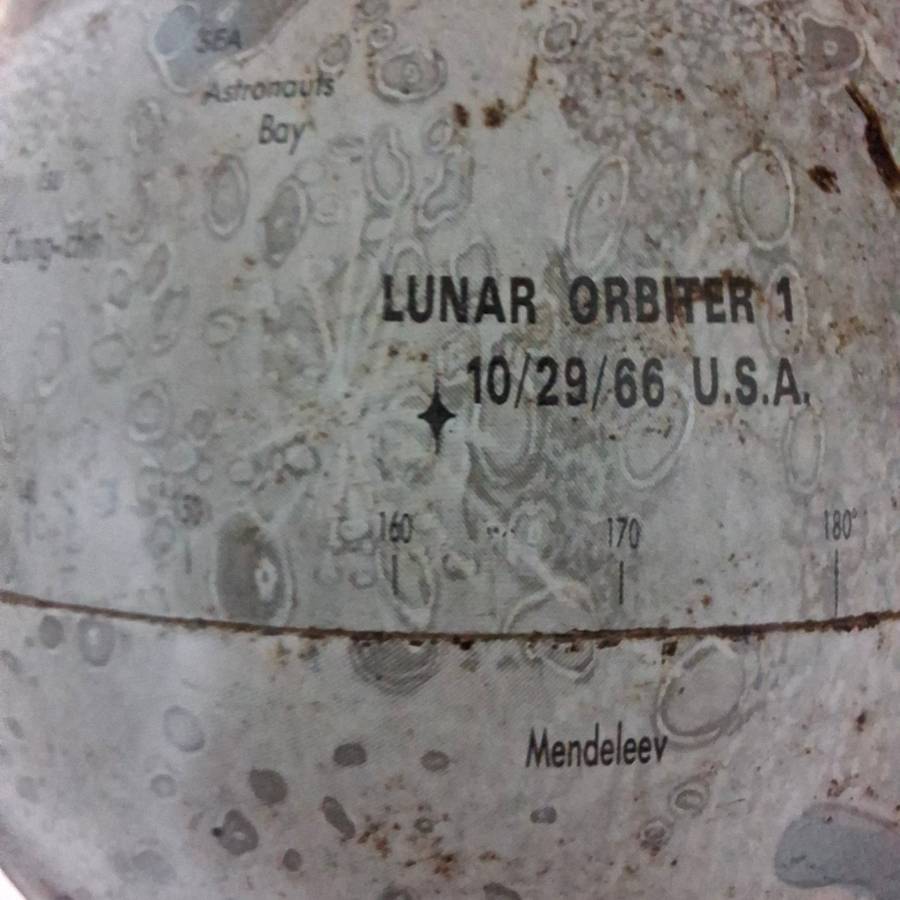 SEA
Astronauts'
Bay
LUNAR ORBITER 1
10/29/66 U.S.A.
160
170
180°
Mendeleev